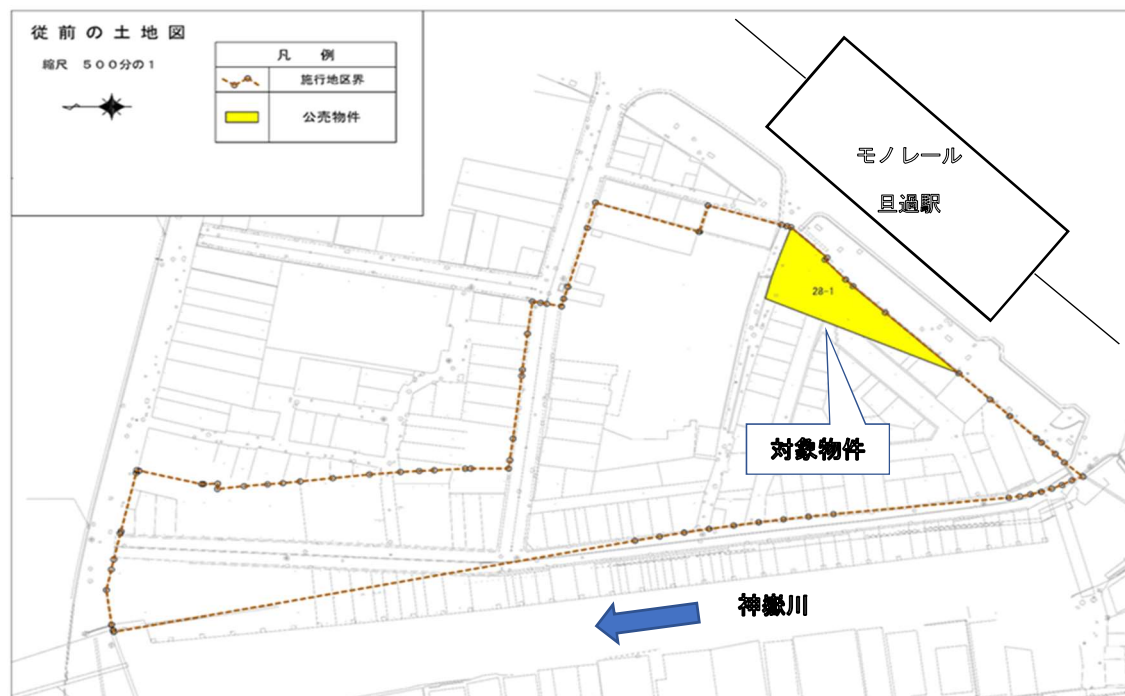 従前の土地図
縮尺 500分の1
凡 例
施行地区界
公売物件
モノレール
旦過駅
28-1
対象物件
神嶽川